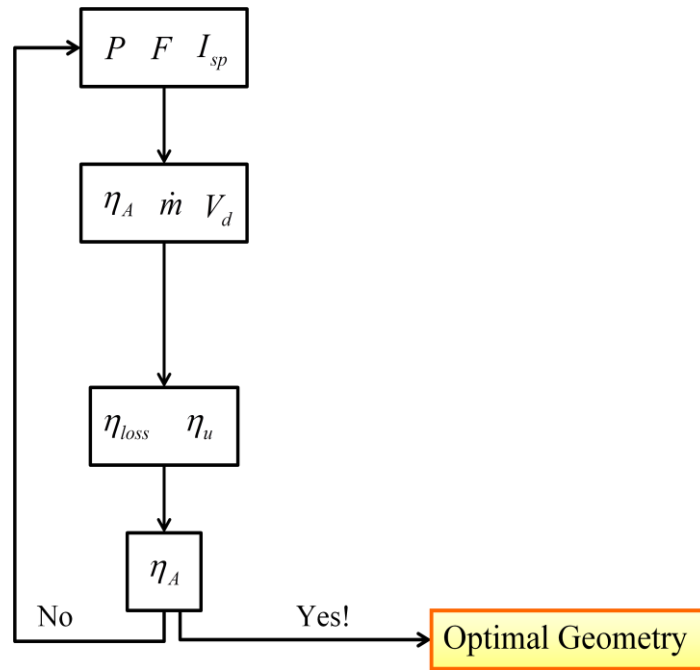 P F I_sp
η_A ṁ V_d
η_loss η_u
η_A
No Yes!
Optimal Geometry